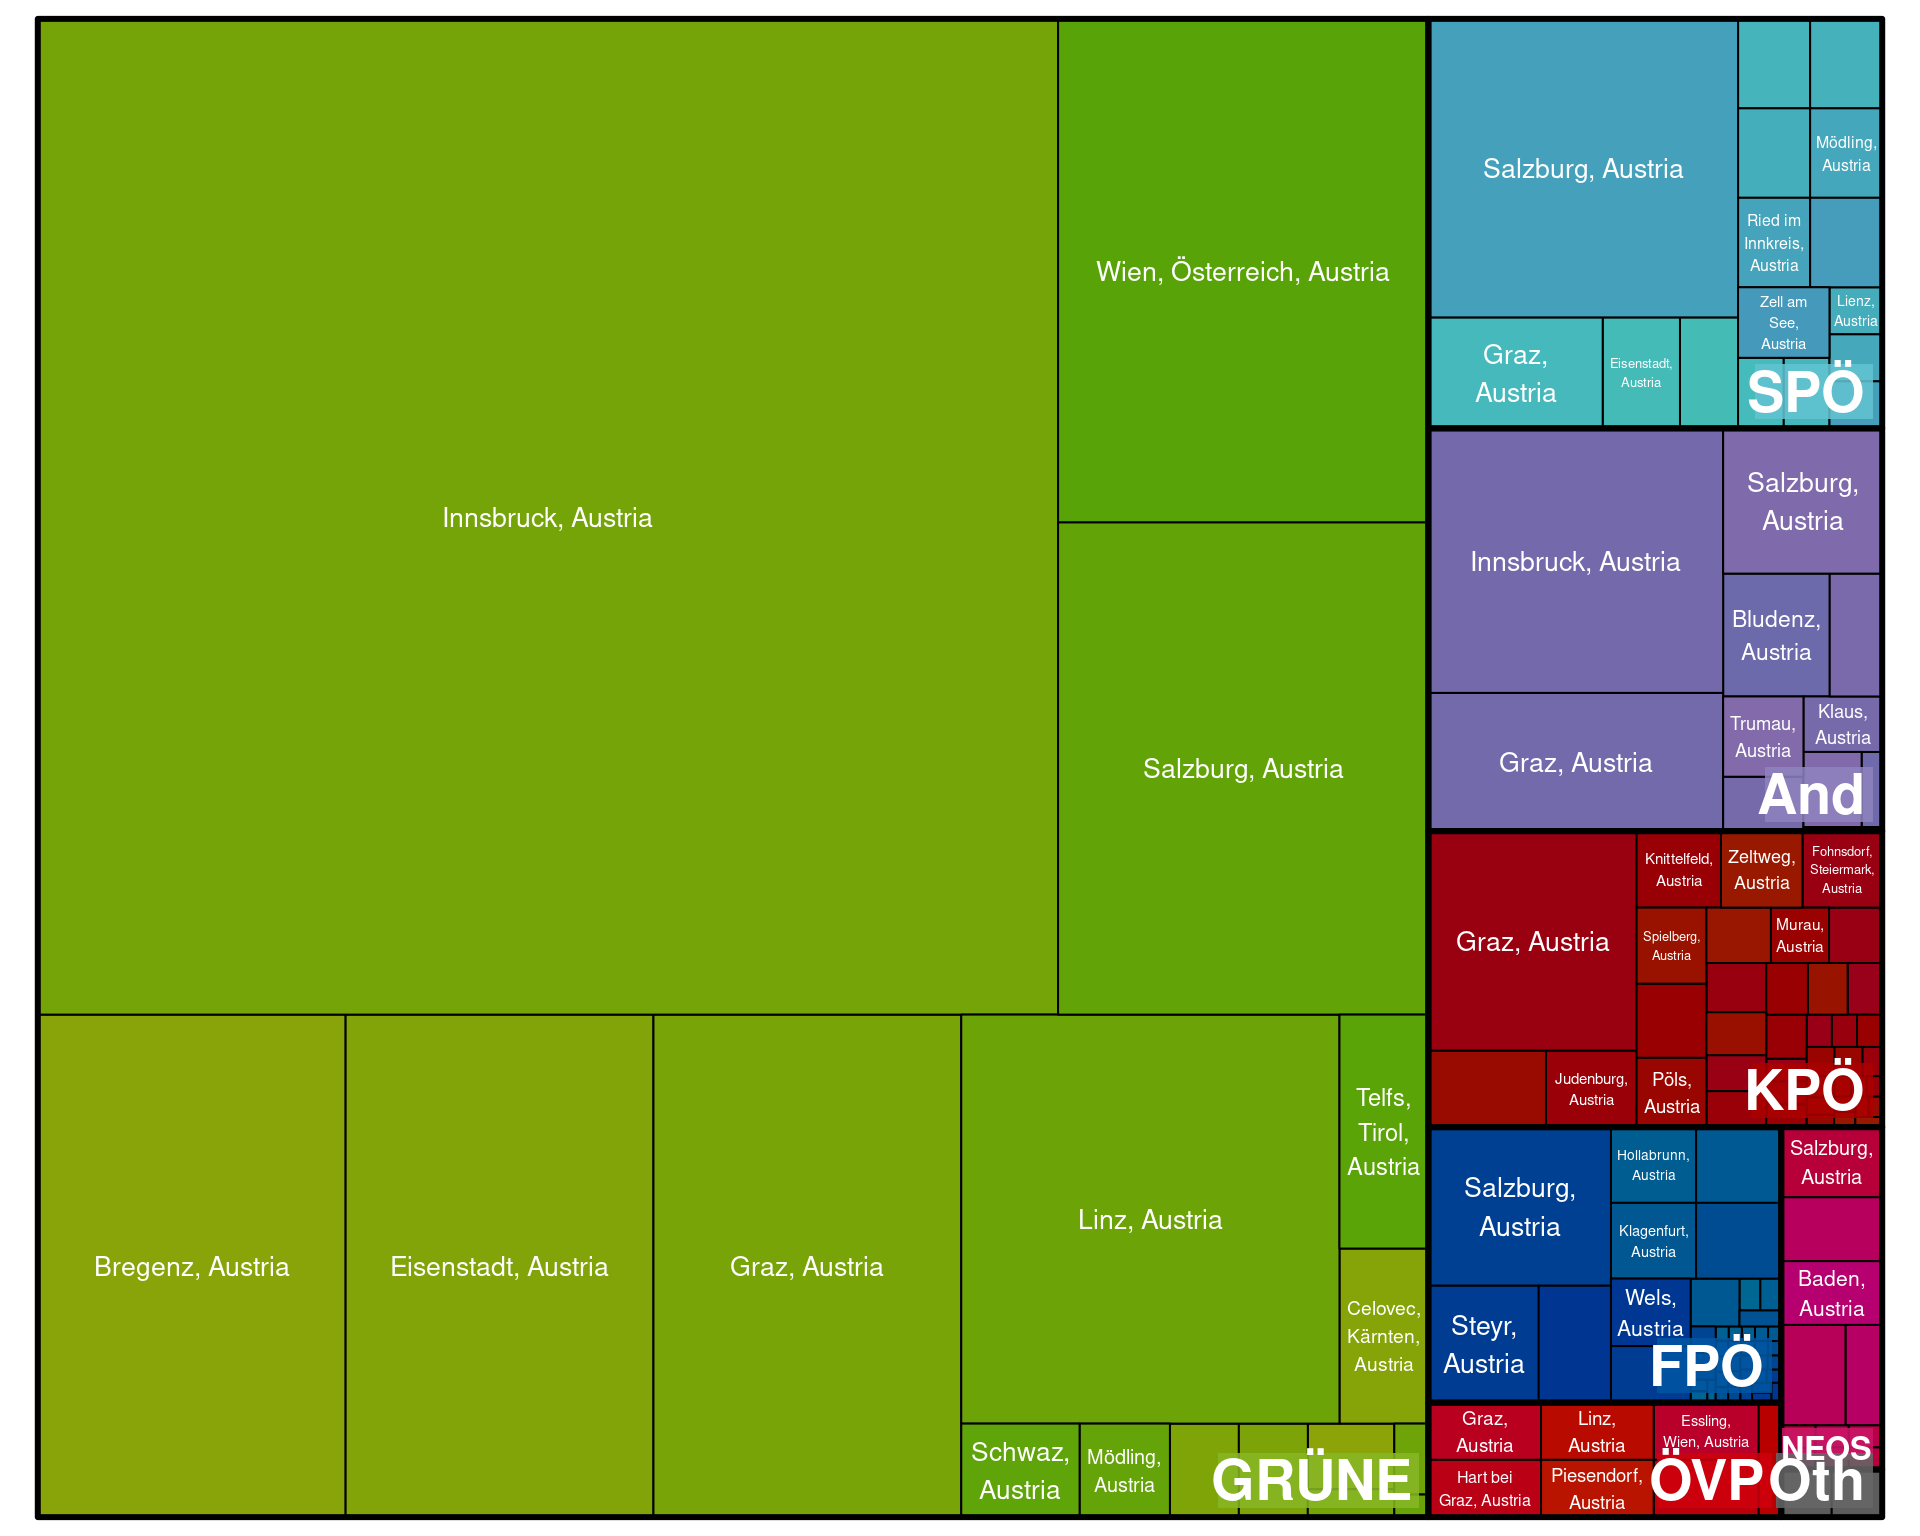 Innsbruck, Austria
Wien, Österreich, Austria
Salzburg, Austria
Bregenz, Austria
Eisenstadt, Austria
Graz, Austria
Linz, Austria
Telfs,
Tirol,
Austria
Celovec,
Kärnten,
Austria
Schwaz,
Austria
Mödling,
Austria
GRÜNE
Salzburg, Austria
Mödling,
Austria
Ried im
Innkreis,
Austria
Zell am
See,
Austria
Lienz,
Austria
Graz,
Austria
Eisenstadt,
Austria
SPÖ
Innsbruck, Austria
Salzburg,
Austria
Bludenz,
Austria
Graz, Austria
Trumau,
Austria
Klaus,
Austria
And
Graz, Austria
Knittelfeld,
Austria
Zeltweg,
Austria
Fohnsdorf,
Steiermark,
Austria
Spielberg,
Austria
Murau,
Austria
Judenburg,
Austria
Pöls,
Austria
KPÖ
Salzburg,
Austria
Hollabrunn,
Austria
Klagenfurt,
Austria
Steyr,
Austria
Wels,
Austria
FPÖ
Salzburg,
Austria
Baden,
Austria
NEOS
Graz,
Austria
Linz,
Austria
Essling,
Wien, Austria
Hart bei
Graz, Austria
Piesendorf,
Austria
ÖVP
Oth